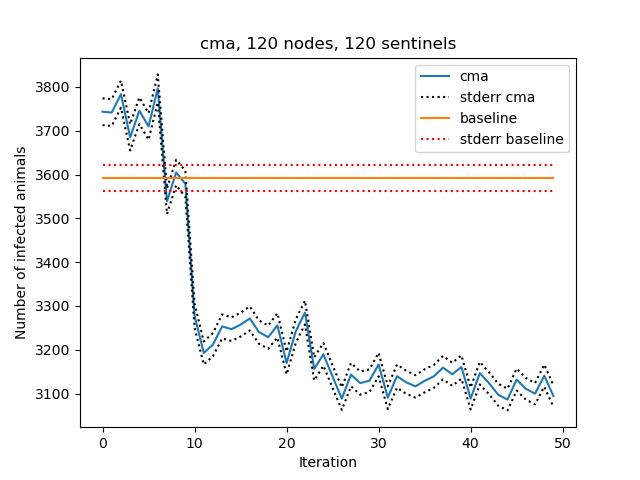 cma, 120 nodes, 120 sentinels
cma
stderr cma
baseline
stderr baseline
Number of infected animals
3800
3700
3600
3500
3400
3300
3200
3100
0 10 20 30 40 50
Iteration